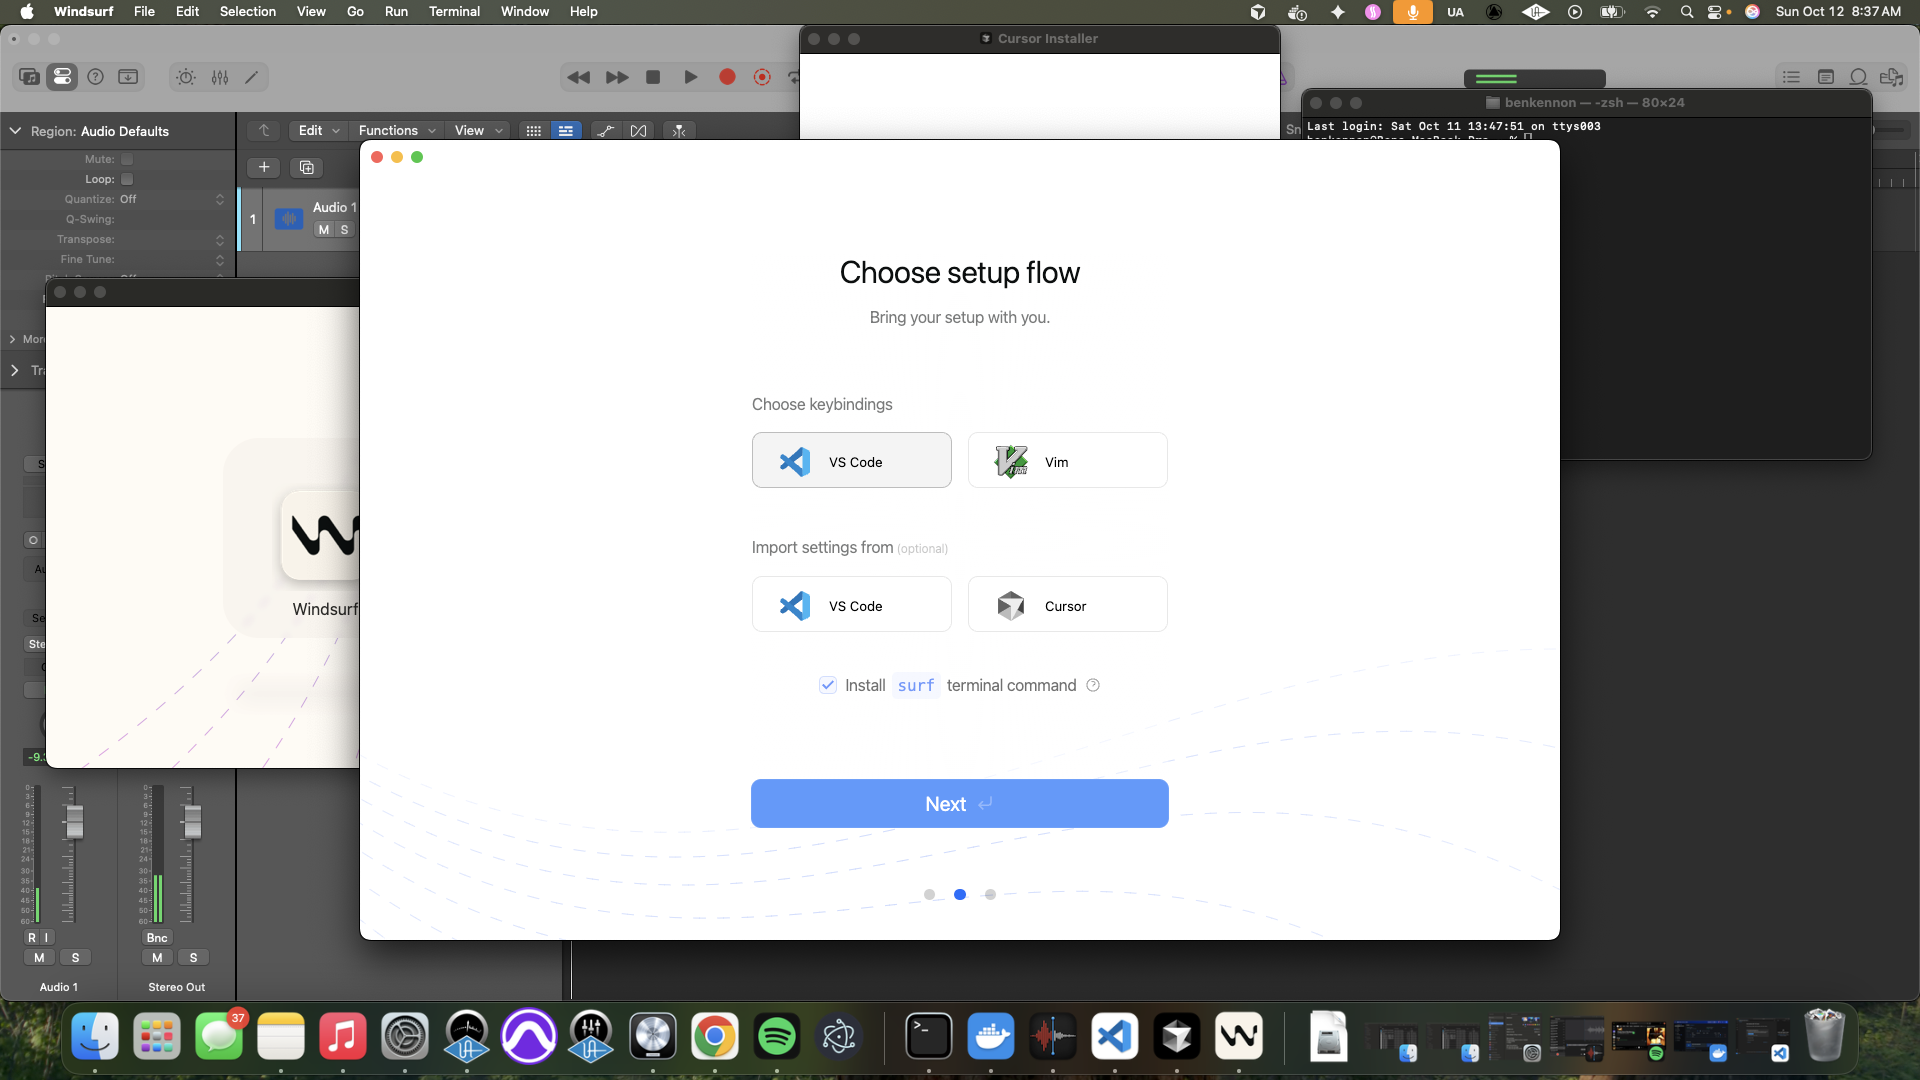 Windsurf File Edit Selection View Go Run Terminal Window Help
UA
Sun Oct 12 8:37 AM
Cursor Installer
benkennon — -zsh — 80×24
Last login: Sat Oct 11 13:47:51 on ttys003
Region: Audio Defaults
Mute:
Loop:
Quantize: Off
Q-Swing:
Transpose:
Fine Tune:
Edit Functions View
1 Audio 1
M S
Windsurf
Choose setup flow
Bring your setup with you.
Choose keybindings
VS Code Vim
Import settings from (optional)
VS Code Cursor
Install surf terminal command
Next
R I
Bnc
M S M S
Audio 1 Stereo Out
37